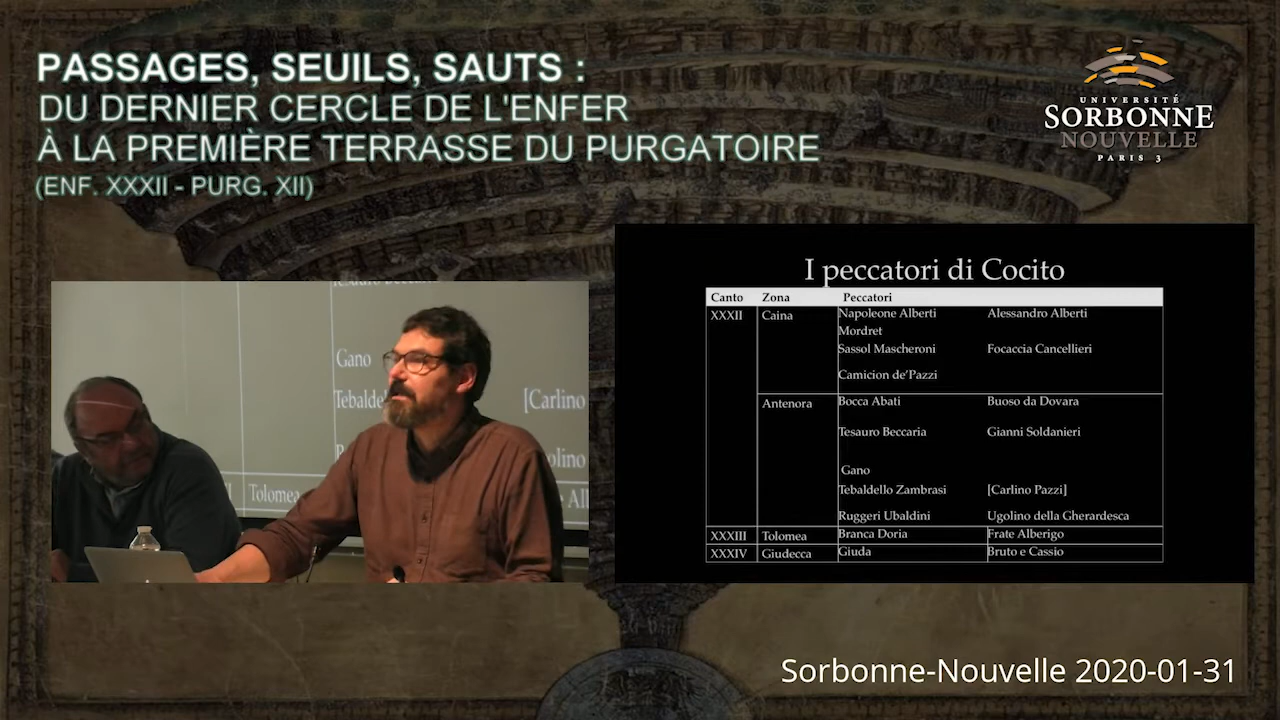 PASSAGES, SEUILS, SAUTS :
DU DERNIER CERCLE DE L'ENFER
À LA PREMIÈRE TERRASSE DU PURGATOIRE
(ENF. XXXII - PURG. XII)
UNIVERSITÉ
SORBONNE
NOUVELLE
PARIS 3
Gano
[Carlino
Tolomea
I peccatori di Cocito
Canto Zona Peccatori
XXXII Caina Napoleone Alberti Alessandro Alberti
Mordret
Sassol Mascheroni Focaccia Cancellieri
Camicion de'Pazzi
Antenora Bocca Abati Buoso da Dovara
Tesauro Beccaria Gianni Soldanieri
Gano
Tebaldello Zambrasi [Carlino Pazzi]
Ruggeri Ubaldini Ugolino della Gherardesca
XXXIII Tolomea Branca Doria Frate Alberigo
XXXIV Giudecca Giuda Bruto e Cassio
Sorbonne-Nouvelle 2020-01-31